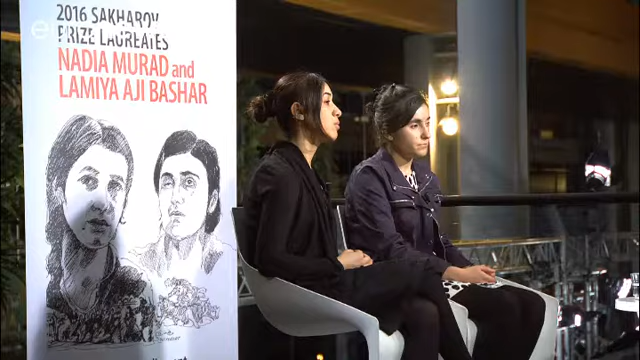 2016 SAKHAROV
PRIZE LAUREATES
NADIA MURAD and
LAMIYA AJI BASHAR